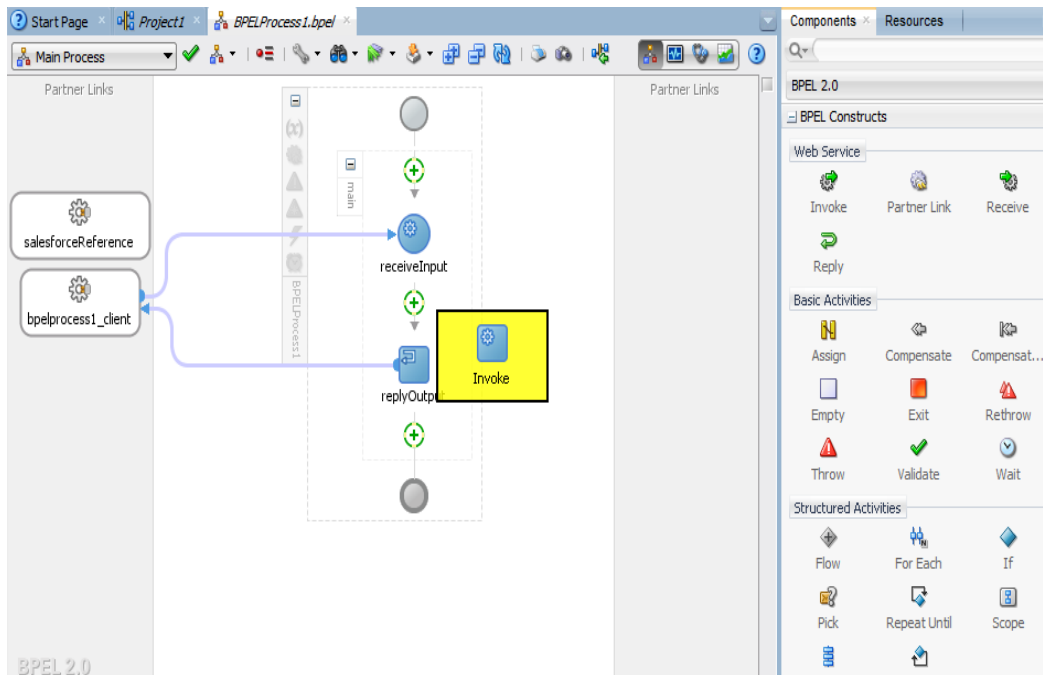 Start Page
Project1
BPELProcess1.bpel
Components
Resources
Main Process
BPEL 2.0
Partner Links
Partner Links
BPEL Constructs
Web Service
Invoke
Partner Link
Receive
Reply
main
salesforceReference
receiveInput
bpelprocess1_client
BPELProcess1
Invoke
replyOutput
Basic Activities
Assign
Compensate
Compensat...
Empty
Exit
Rethrow
Throw
Validate
Wait
Structured Activities
Flow
For Each
If
Pick
Repeat Until
Scope
BPEL 2.0